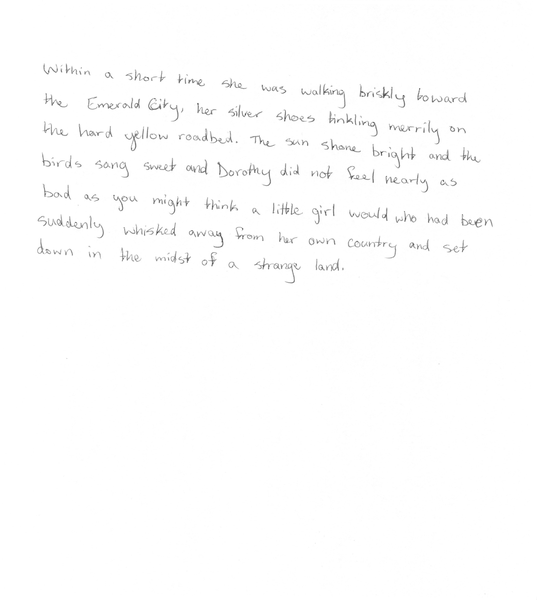 Within a short time she was walking briskly toward
the Emerald City, her silver shoes tinkling merrily on
the hard yellow roadbed. The sun shone bright and the
birds sang sweet and Dorothy did not feel nearly as
bad as you might think a little girl would who had been
suddenly whisked away from her own country and set
down in the midst of a strange land.